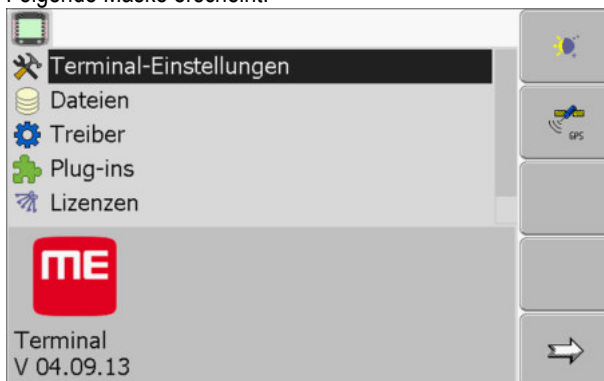 Folgende Maske erscheint:
Terminal-Einstellungen
Dateien
Treiber
Plug-ins
Lizenzen
GPS
ME
Terminal
V 04.09.13